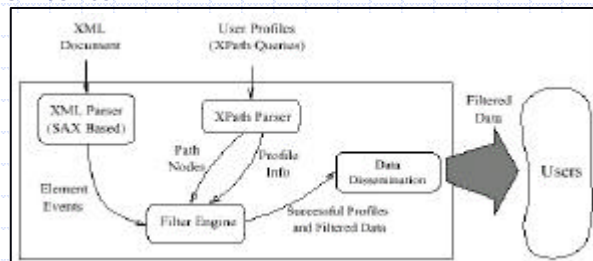 XML
Document
User Profiles
(XPath Queries)
XML Parser
(SAX Based)
XPath Parser
Filtered
Data
Path
Nodes
Profile
Info
Data
Dissemination
Users
Element
Events
Filter Engine
Successful Profiles
and Filtered Data